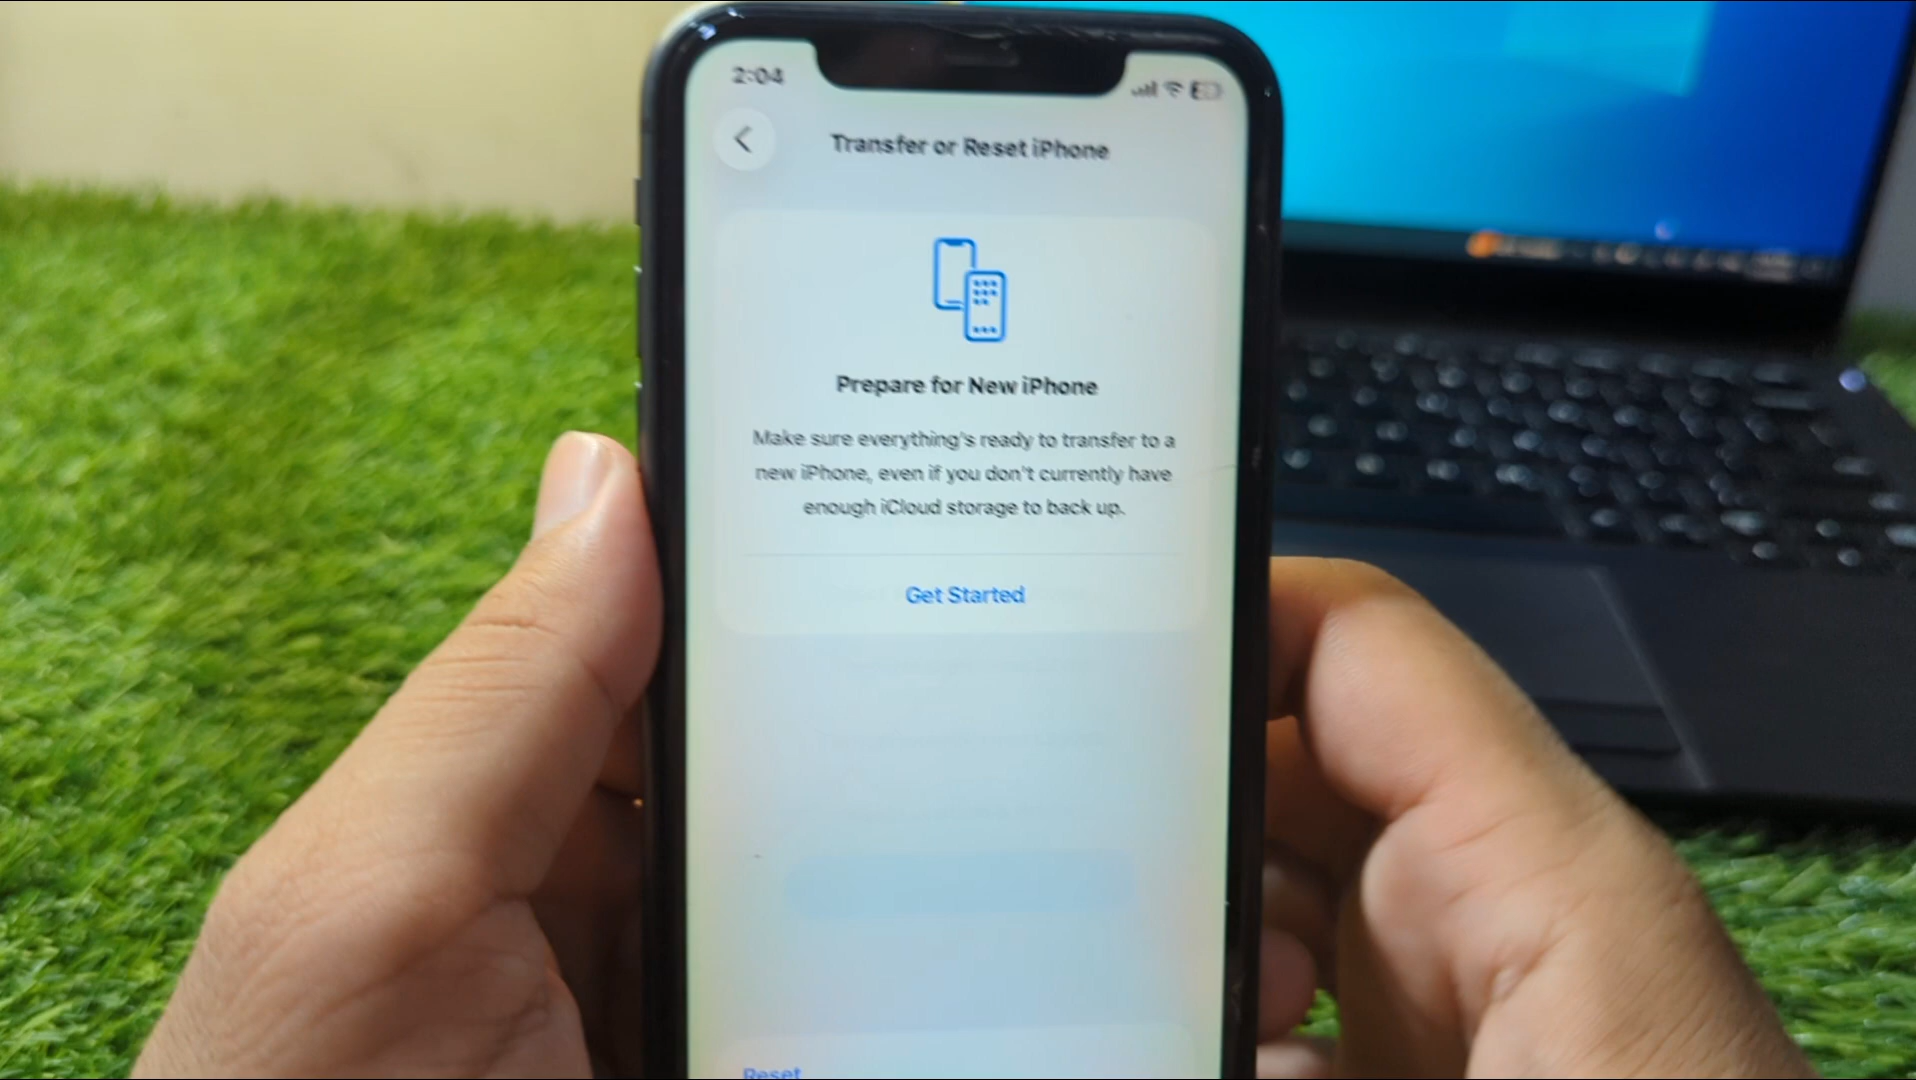 2:04
Transfer or Reset iPhone
Prepare for New iPhone
Make sure everything's ready to transfer to a
new iPhone, even if you don't currently have
enough iCloud storage to back up.
Get Started
Reset